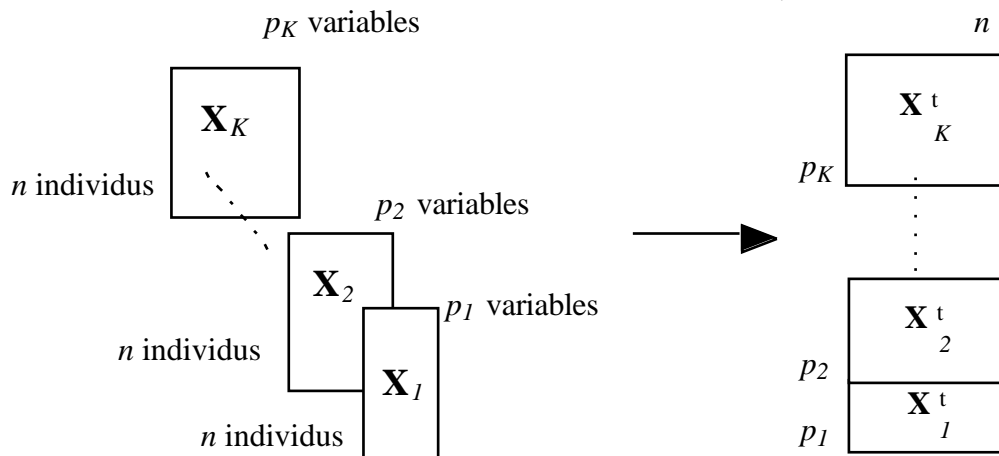 p_K variables
X_K
n individus
p_2 variables
X_2
p_1 variables
n individus
X_1
n individus
n
X^t_K
p_K
X^t_2
p_2
X^t_1
p_1